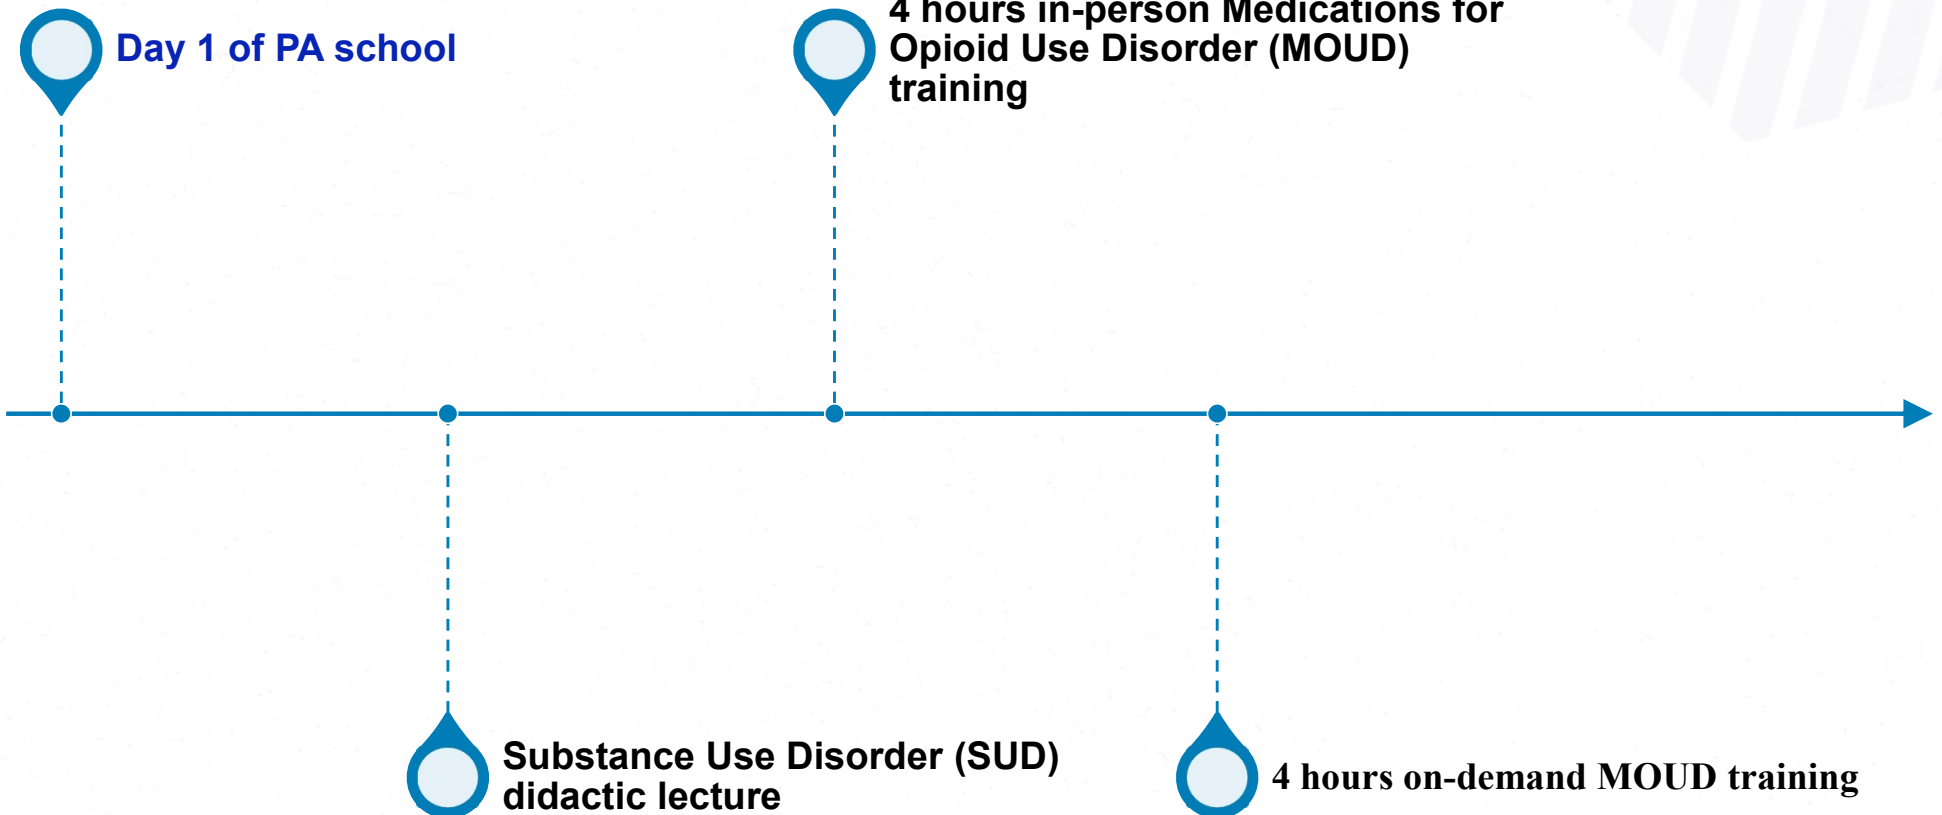 Day 1 of PA school
4 hours in-person Medications for
Opioid Use Disorder (MOUD)
training
Substance Use Disorder (SUD)
didactic lecture
4 hours on-demand MOUD training